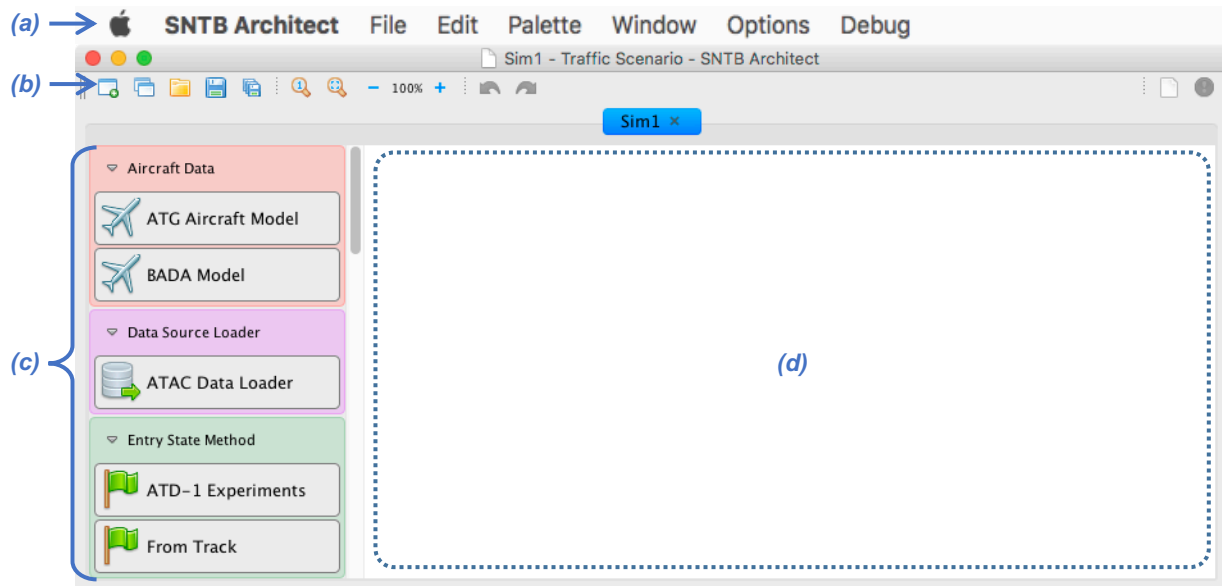 (a) SNTB Architect File Edit Palette Window Options Debug
Sim1 - Traffic Scenario - SNTB Architect
(b) 1 − 100% +
Sim1 ×
Aircraft Data
ATG Aircraft Model
BADA Model
Data Source Loader
(c) ATAC Data Loader (d)
Entry State Method
ATD-1 Experiments
From Track